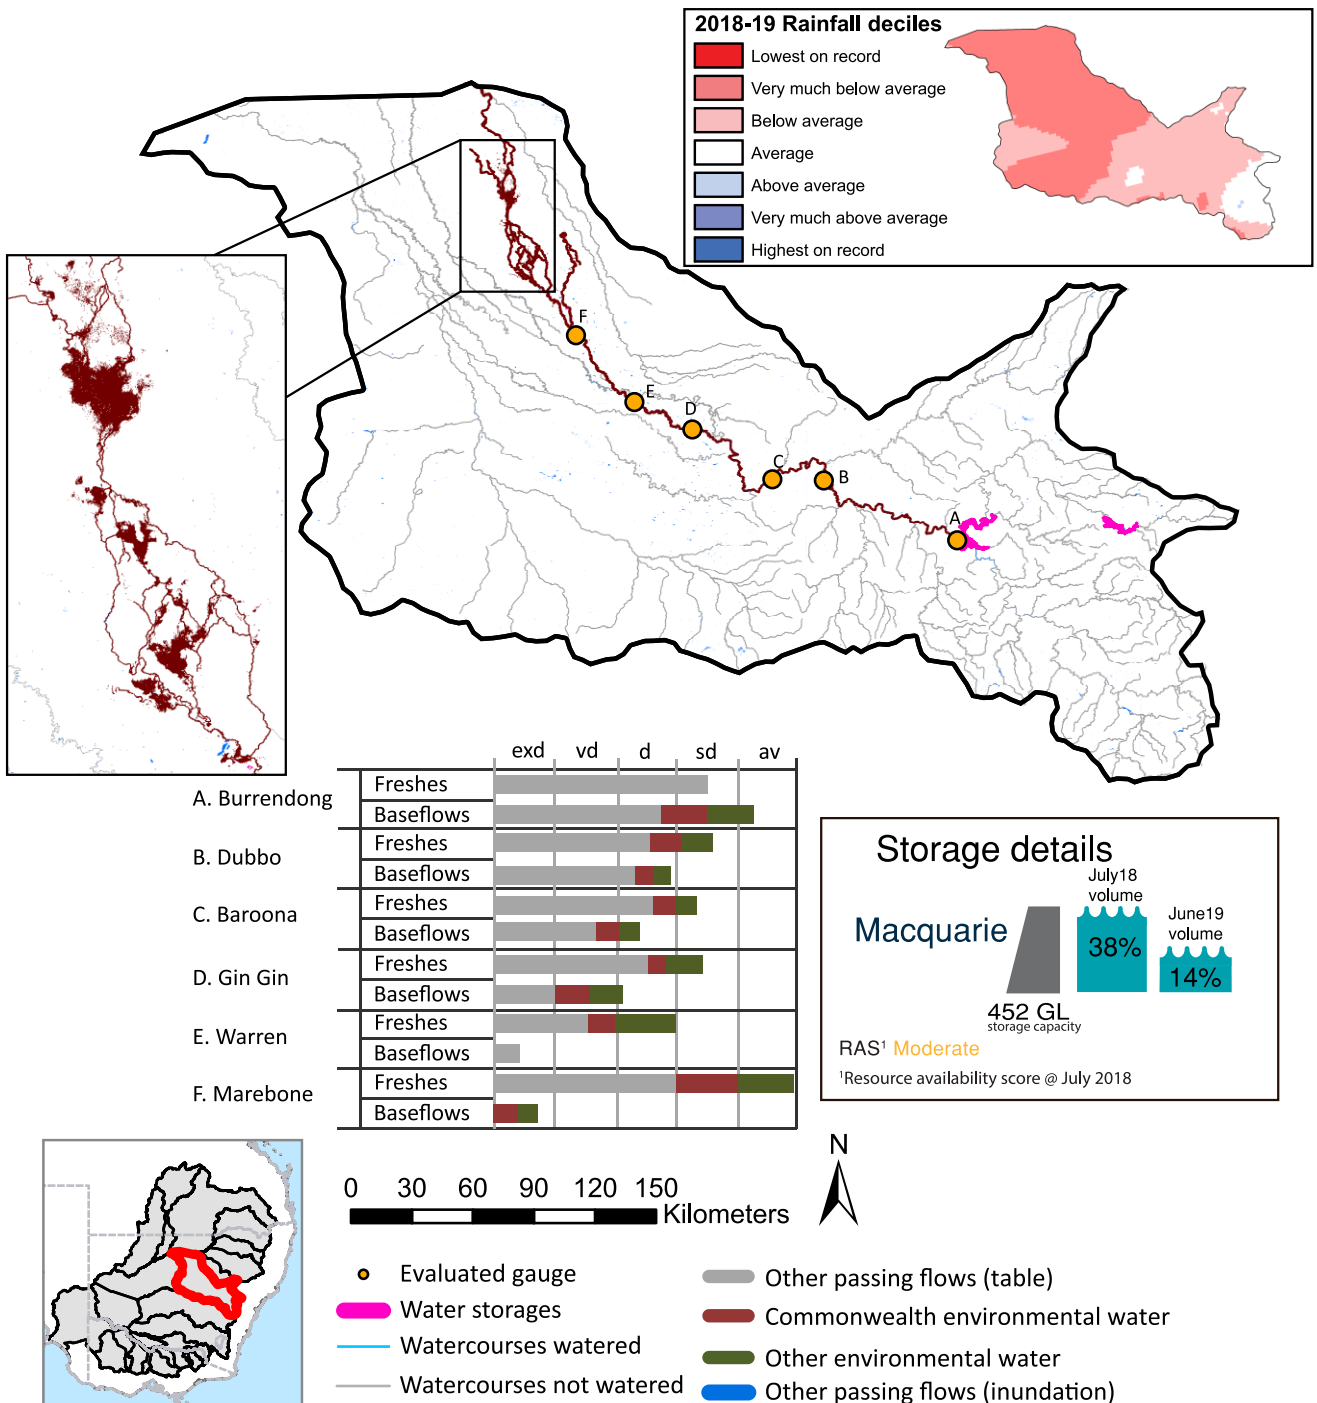 2018-19 Rainfall deciles
Lowest on record
Very much below average
Below average
Average
Above average
Very much above average
Highest on record
F
E
D
C
B
A
exd vd d sd av
A. Burrendong
Freshes
Baseflows
B. Dubbo
Freshes
Baseflows
C. Baroona
Freshes
Baseflows
D. Gin Gin
Freshes
Baseflows
E. Warren
Freshes
Baseflows
F. Marebone
Freshes
Baseflows
Storage details
July18
volume
June19
volume
Macquarie
38%
14%
452 GL
storage capacity
RAS¹ Moderate
¹Resource availability score @ July 2018
N
0 30 60 90 120 150
Kilometers
Evaluated gauge
Water storages
Watercourses watered
Watercourses not watered
Other passing flows (table)
Commonwealth environmental water
Other environmental water
Other passing flows (inundation)